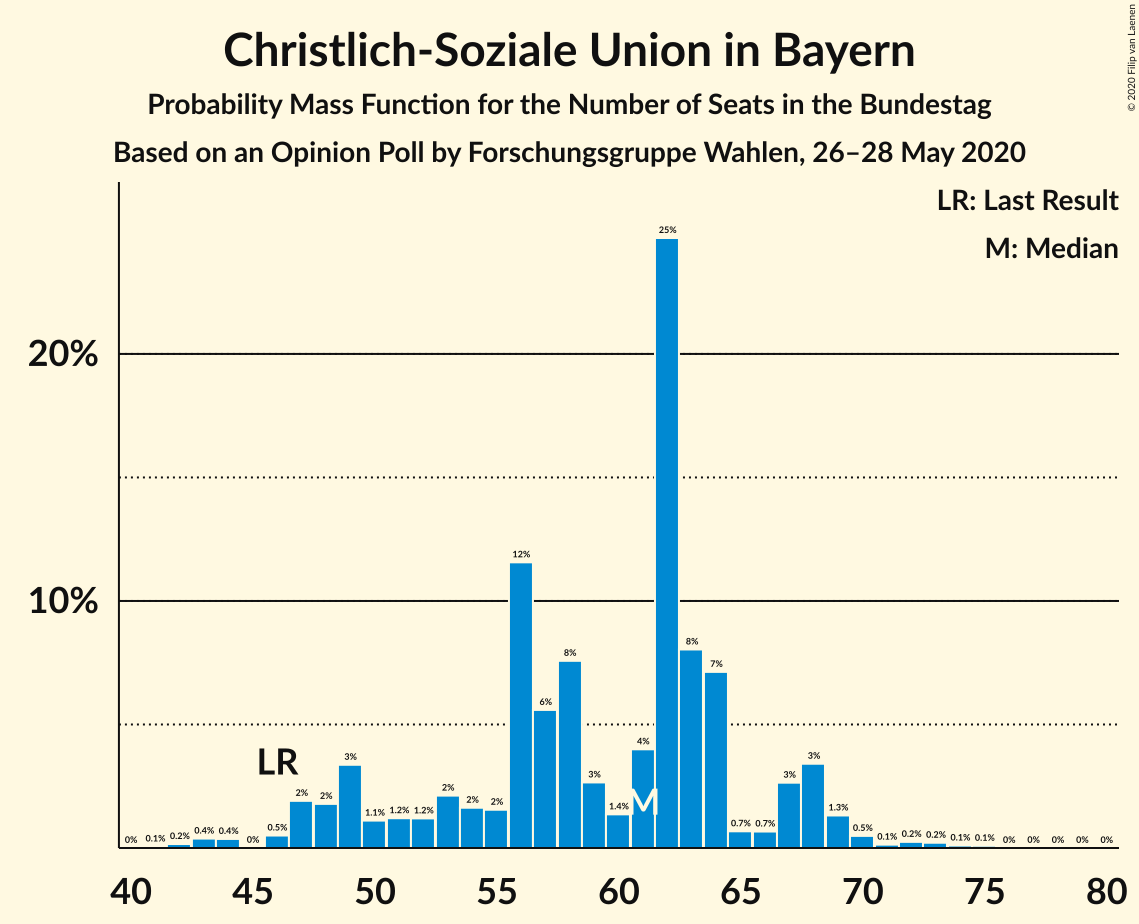 © 2020 Filip van Laenen
Christlich-Soziale Union in Bayern
Probability Mass Function for the Number of Seats in the Bundestag
Based on an Opinion Poll by Forschungsgruppe Wahlen, 26–28 May 2020
LR: Last Result
M: Median
25%
20%
12%
10%
8% 7%
8%
6%
4%
LR
3% 3% 3% 3%
2% 2% 2% 2% 2%
M
0% 0.1% 0.2% 0.4% 0.4% 0% 0.5% 1.1% 1.2% 1.2% 1.4% 0.7% 0.7% 1.3% 0.5% 0.1% 0.2% 0.2% 0.1% 0.1% 0% 0% 0% 0% 0%
40 45 50 55 60 65 70 75 80